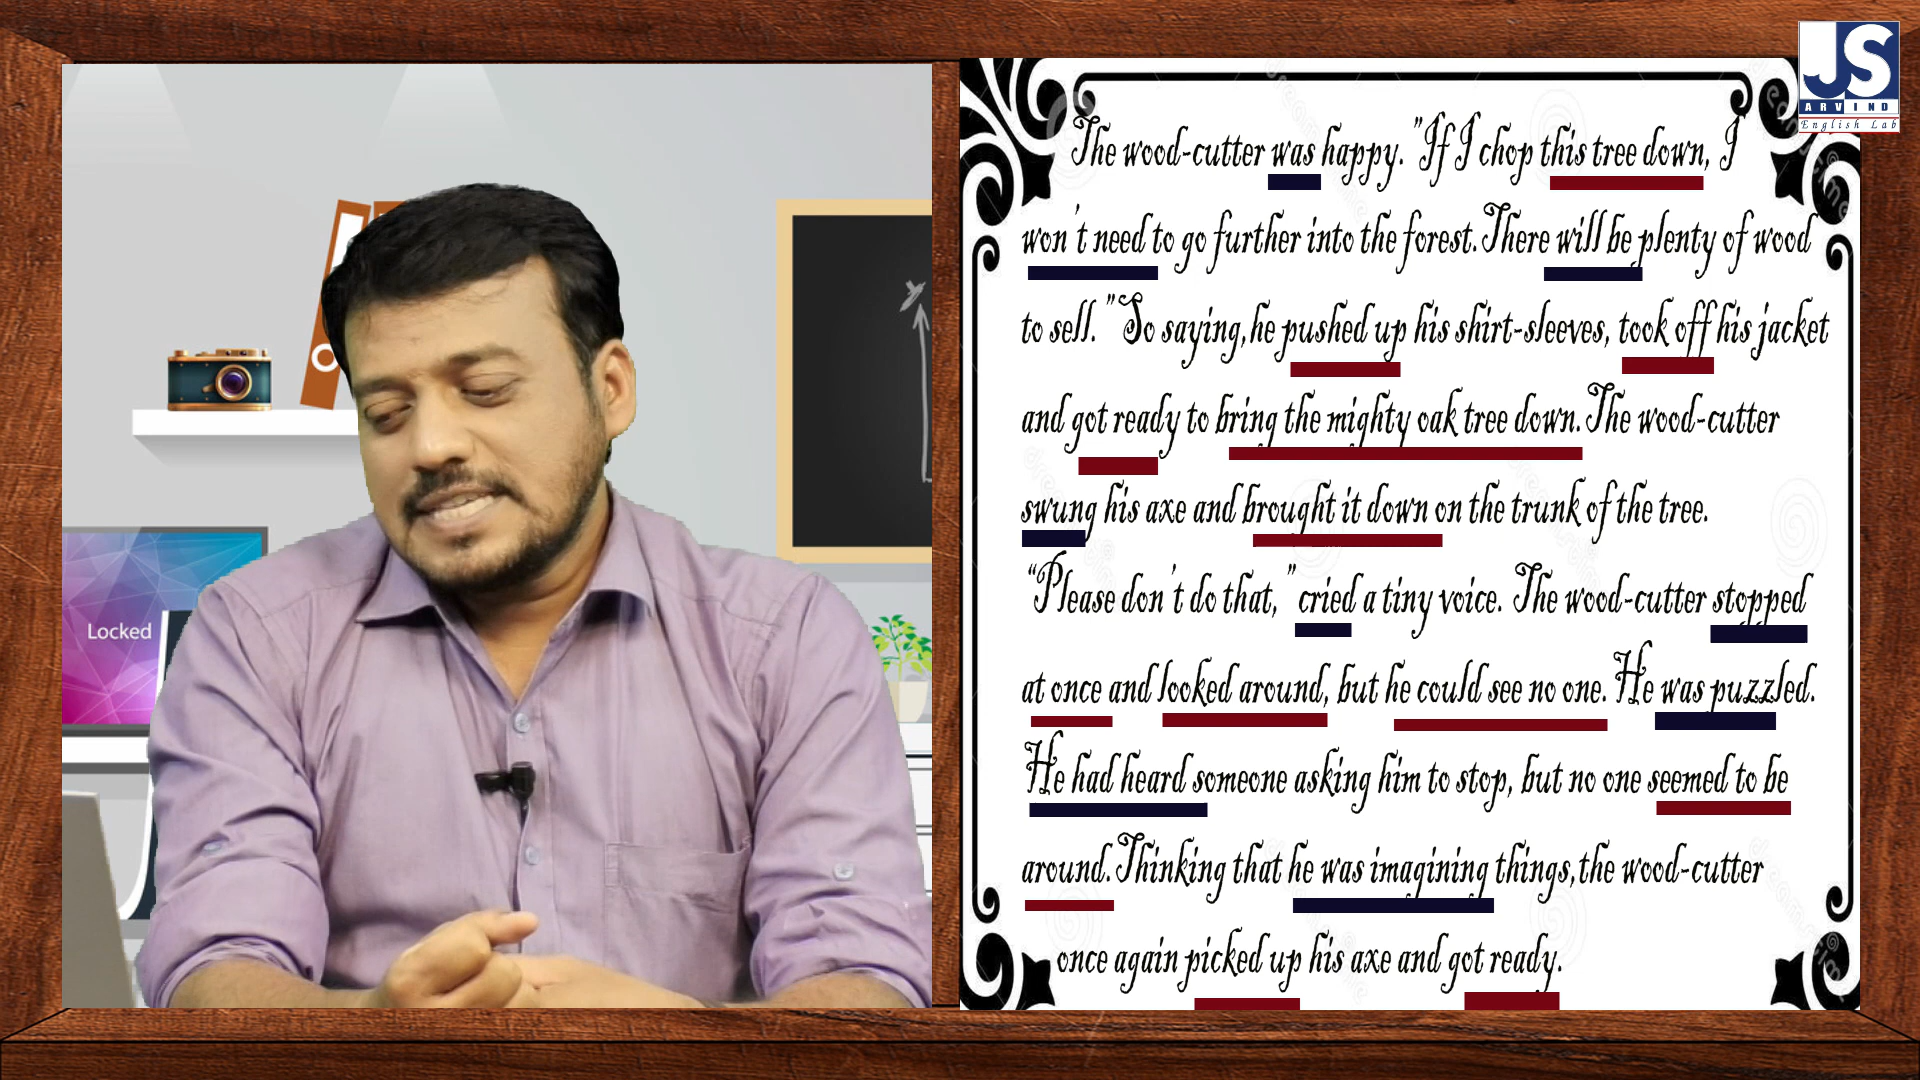 JS
ARVIND
English Lab
The wood-cutter was happy. "If I chop this tree down, I
won't need to go further into the forest. There will be plenty of wood
to sell." So saying, he pushed up his shirt-sleeves, took off his jacket
and got ready to bring the mighty oak tree down. The wood-cutter
swung his axe and brought it down on the trunk of the tree.
"Please don't do that," cried a tiny voice. The wood-cutter stopped
at once and looked around, but he could see no one. He was puzzled.
He had heard someone asking him to stop, but no one seemed to be
around. Thinking that he was imagining things, the wood-cutter
once again picked up his axe and got ready.
Locked